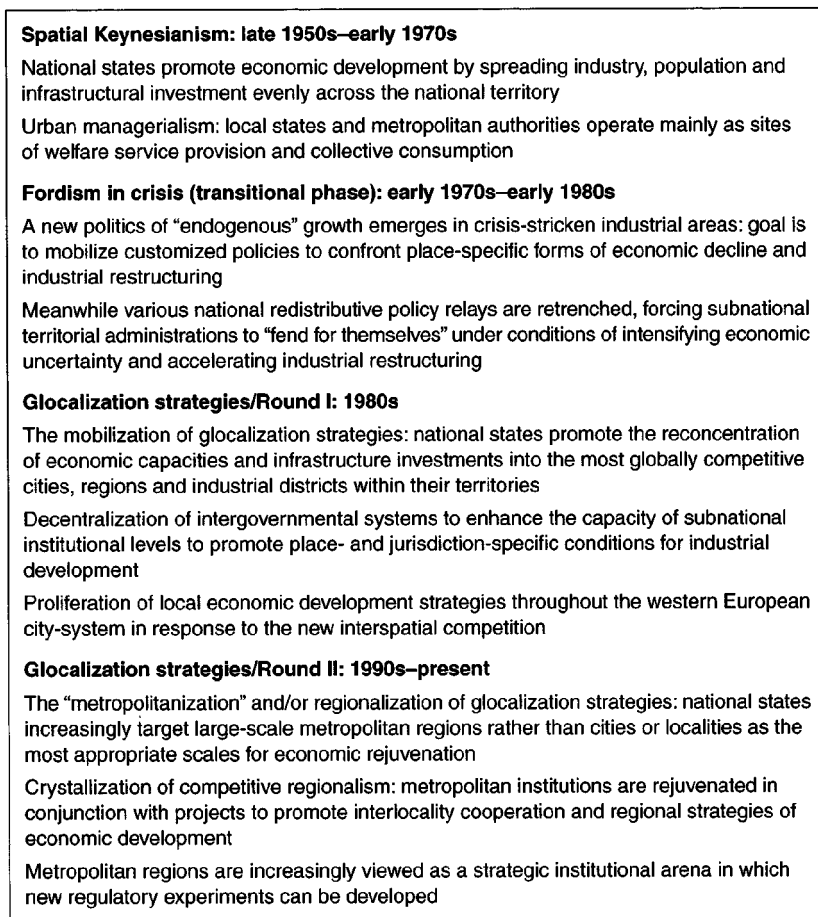 Spatial Keynesianism: late 1950s–early 1970s
National states promote economic development by spreading industry, population and
infrastructural investment evenly across the national territory
Urban managerialism: local states and metropolitan authorities operate mainly as sites
of welfare service provision and collective consumption
Fordism in crisis (transitional phase): early 1970s–early 1980s
A new politics of “endogenous” growth emerges in crisis-stricken industrial areas: goal is
to mobilize customized policies to confront place-specific forms of economic decline and
industrial restructuring
Meanwhile various national redistributive policy relays are retrenched, forcing subnational
territorial administrations to “fend for themselves” under conditions of intensifying economic
uncertainty and accelerating industrial restructuring
Glocalization strategies/Round I: 1980s
The mobilization of glocalization strategies: national states promote the reconcentration
of economic capacities and infrastructure investments into the most globally competitive
cities, regions and industrial districts within their territories
Decentralization of intergovernmental systems to enhance the capacity of subnational
institutional levels to promote place- and jurisdiction-specific conditions for industrial
development
Proliferation of local economic development strategies throughout the western European
city-system in response to the new interspatial competition
Glocalization strategies/Round II: 1990s–present
The “metropolitanization” and/or regionalization of glocalization strategies: national states
increasingly target large-scale metropolitan regions rather than cities or localities as the
most appropriate scales for economic rejuvenation
Crystallization of competitive regionalism: metropolitan institutions are rejuvenated in
conjunction with projects to promote interlocality cooperation and regional strategies of
economic development
Metropolitan regions are increasingly viewed as a strategic institutional arena in which
new regulatory experiments can be developed